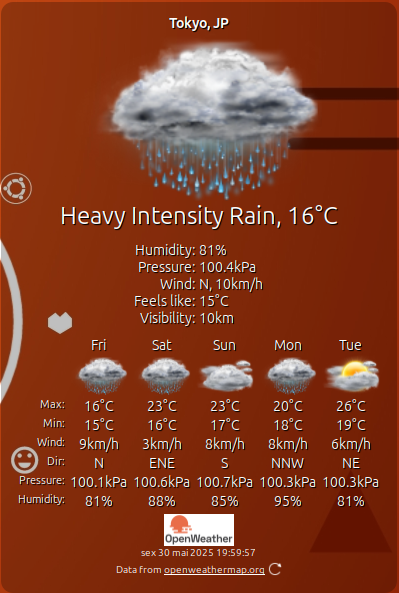 Tokyo, JP
Heavy Intensity Rain, 16°C
Humidity: 81%
Pressure: 100.4kPa
Wind: N, 10km/h
Feels like: 15°C
Visibility: 10km
Fri Sat Sun Mon Tue
Max: 16°C 23°C 23°C 20°C 26°C
Min: 15°C 16°C 17°C 18°C 19°C
Wind: 9km/h 3km/h 8km/h 8km/h 6km/h
Dir: N ENE S NNW NE
Pressure: 100.1kPa 100.6kPa 100.7kPa 100.3kPa 100.3kPa
Humidity: 81% 88% 85% 95% 81%
OpenWeather
sex 30 mai 2025 19:59:57
Data from openweathermap.org